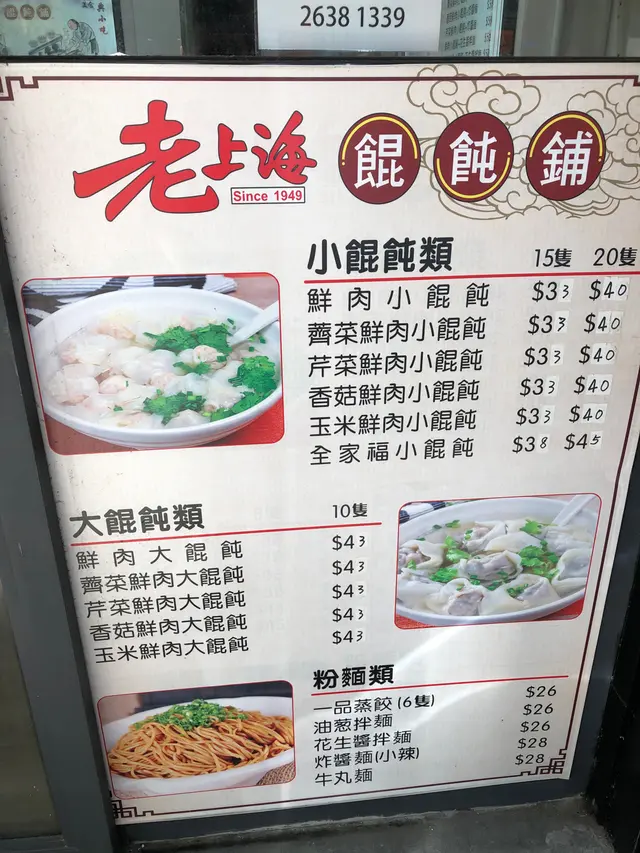 2638 1339
老上海 餛飩鋪
Since 1949
小餛飩類 15隻 20隻
鮮肉小餛飩 $33 $40
薺菜鮮肉小餛飩 $33 $40
芹菜鮮肉小餛飩 $33 $40
香菇鮮肉小餛飩 $33 $40
玉米鮮肉小餛飩 $33 $40
全家福小餛飩 $38 $45
大餛飩類 10隻
鮮肉大餛飩 $43
薺菜鮮肉大餛飩 $43
芹菜鮮肉大餛飩 $43
香菇鮮肉大餛飩 $43
玉米鮮肉大餛飩 $43
粉麵類
一品蒸餃(6隻) $26
油葱拌麵 $26
花生醬拌麵 $26
炸醬麵(小辣) $28
牛丸麵 $28